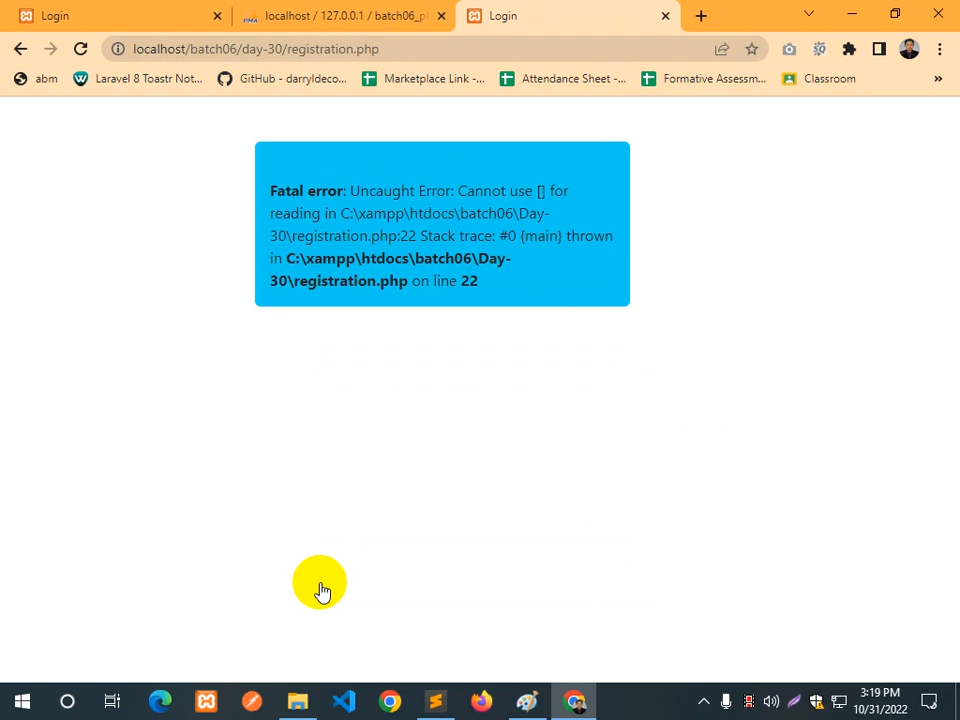 Login
localhost / 127.0.0.1 / batch06_p
Login
localhost/batch06/day-30/registration.php
abm
Laravel 8 Toastr Not...
GitHub - darryldeco...
Marketplace Link -...
Attendance Sheet -...
Formative Assessm...
Classroom
»
Fatal error: Uncaught Error: Cannot use [] for
reading in C:\xampp\htdocs\batch06\Day-
30\registration.php:22 Stack trace: #0 {main} thrown
in C:\xampp\htdocs\batch06\Day-
30\registration.php on line 22
3:19 PM
10/31/2022